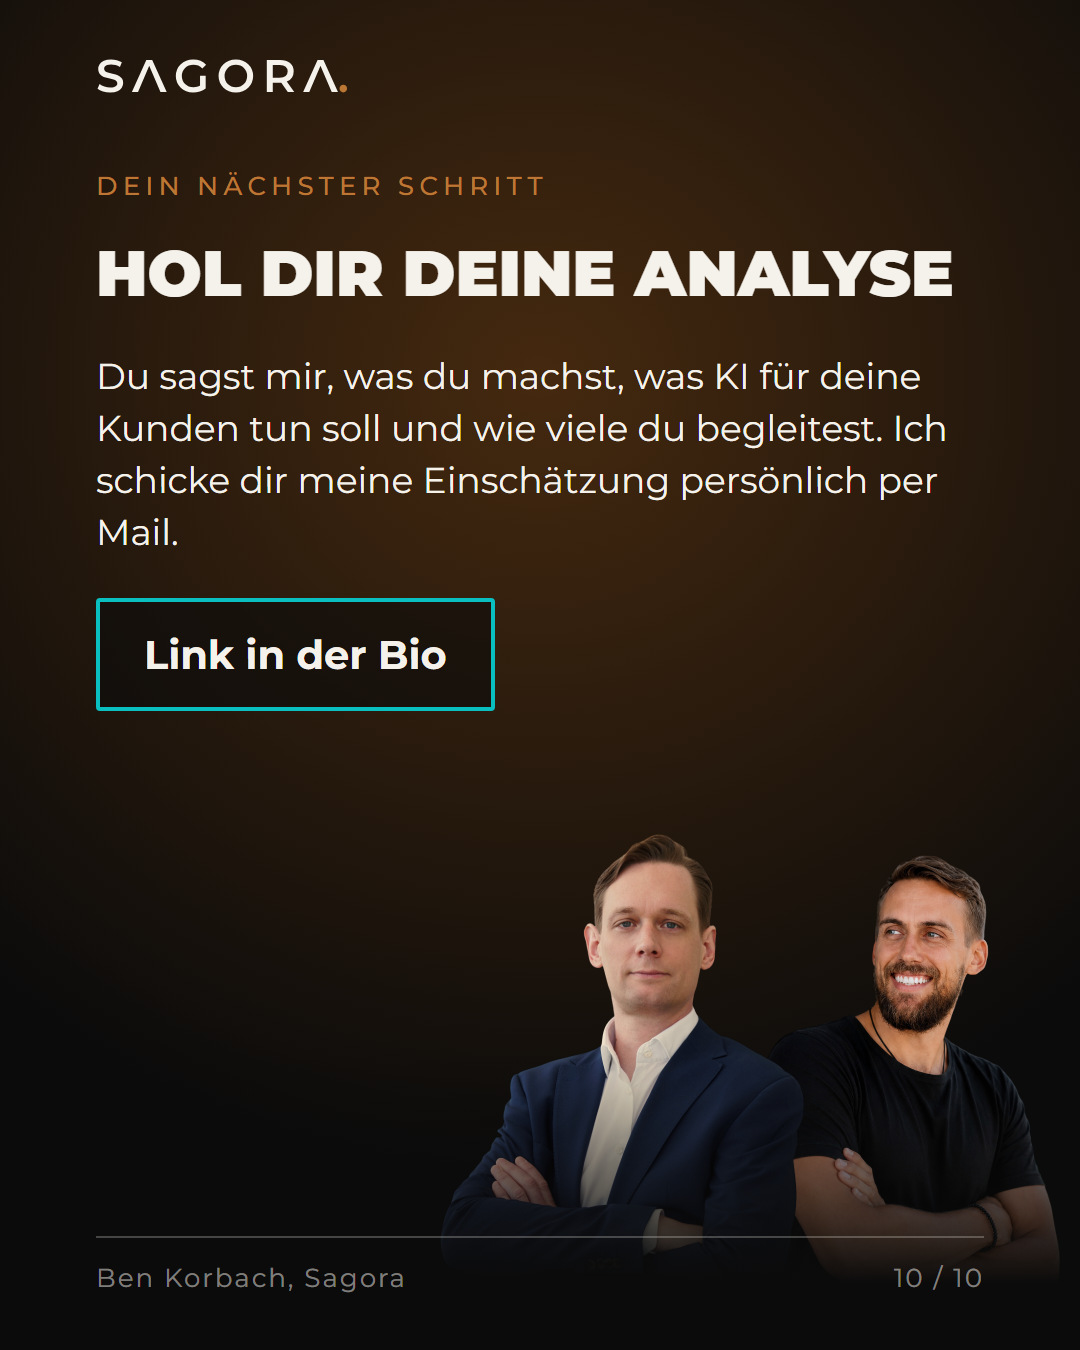 SAGORA.
DEIN NÄCHSTER SCHRITT
HOL DIR DEINE ANALYSE
Du sagst mir, was du machst, was KI für deine
Kunden tun soll und wie viele du begleitest. Ich
schicke dir meine Einschätzung persönlich per
Mail.
Link in der Bio
Ben Korbach, Sagora
10 / 10